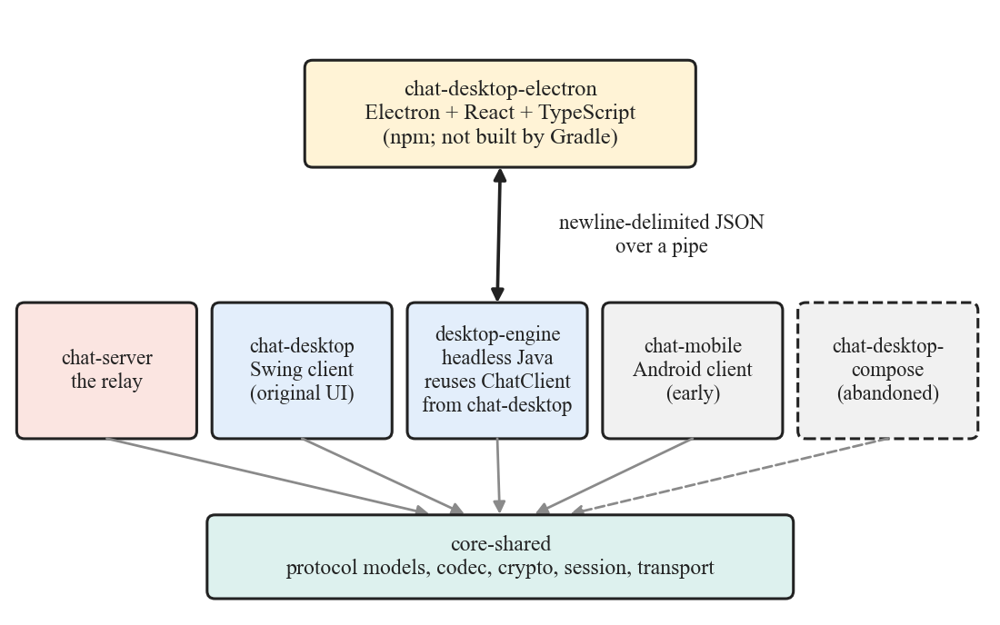 chat-desktop-electron
Electron + React + TypeScript
(npm; not built by Gradle)
newline-delimited JSON
over a pipe
chat-server
the relay
chat-desktop
Swing client
(original UI)
desktop-engine
headless Java
reuses ChatClient
from chat-desktop
chat-mobile
Android client
(early)
chat-desktop-
compose
(abandoned)
core-shared
protocol models, codec, crypto, session, transport